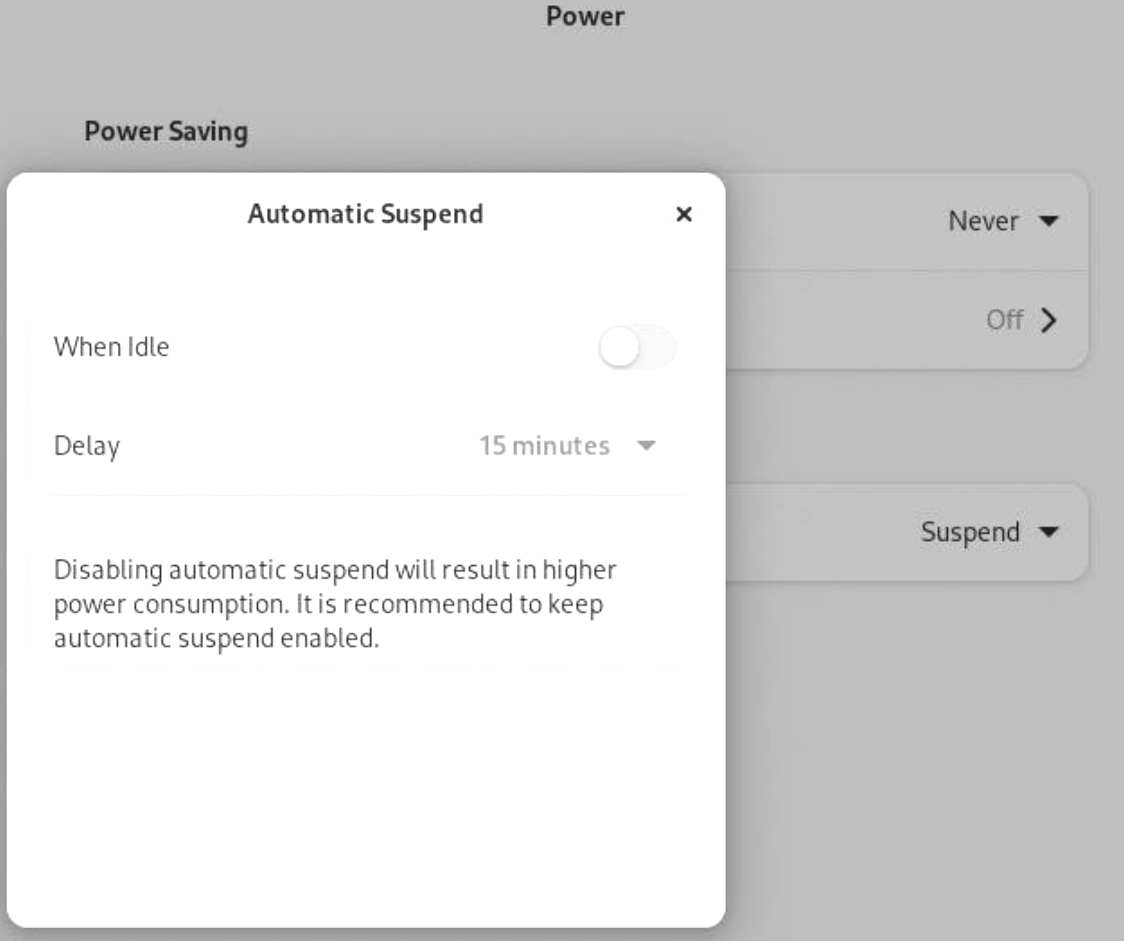 Power
Power Saving
Automatic Suspend
Never
When Idle
Off
Delay
15 minutes
Suspend
Disabling automatic suspend will result in higher
power consumption. It is recommended to keep
automatic suspend enabled.